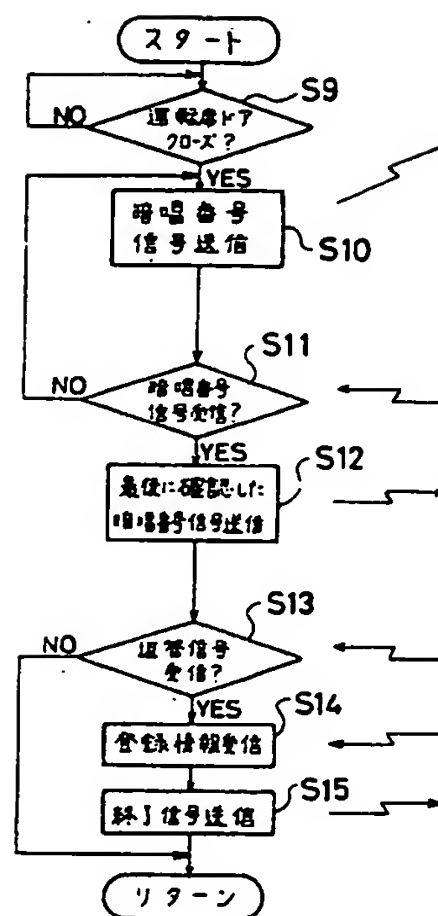 スタート
S9
NO
運転席ドア
クローズ?
YES
暗唱番号
信号送信
S10
S11
NO
暗唱番号
信号受信?
YES
S12
最後に確認した
暗唱番号信号送信
S13
NO
返答信号
受信?
YES
S14
登録情報受信
S15
終了信号送信
リターン